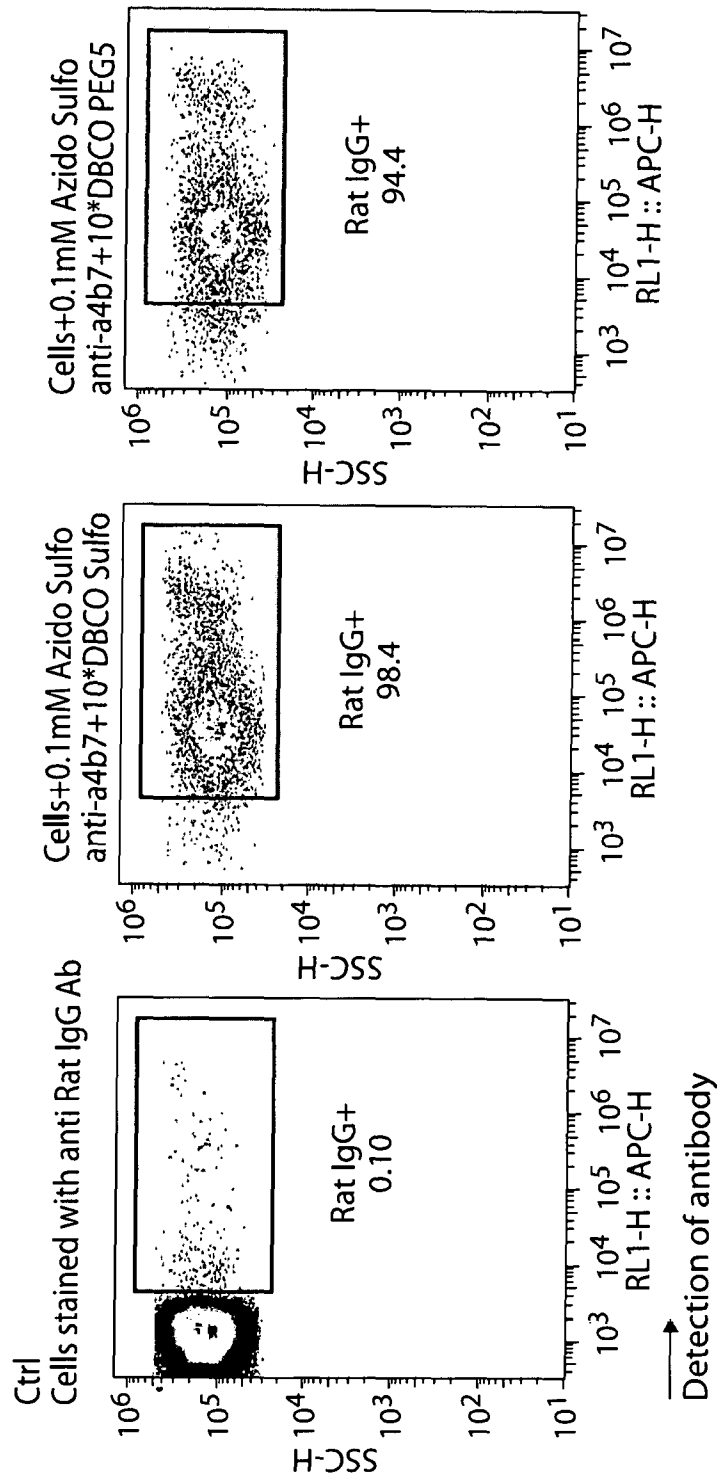 Ctrl
Cells stained with anti Rat IgG Ab
SSC-H
10^6
10^5
10^4
10^3
10^2
10^1
Rat IgG+
0.10
10^3 10^4 10^5 10^6 10^7
RL1-H :: APC-H
Detection of antibody
Cells+0.1mM Azido Sulfo
anti-a4b7+10*DBCO Sulfo
SSC-H
10^6
10^5
10^4
10^3
10^2
10^1
Rat IgG+
98.4
10^3 10^4 10^5 10^6 10^7
RL1-H :: APC-H
Cells+0.1mM Azido Sulfo
anti-a4b7+10*DBCO PEG5
SSC-H
10^6
10^5
10^4
10^3
10^2
10^1
Rat IgG+
94.4
10^3 10^4 10^5 10^6 10^7
RL1-H :: APC-H